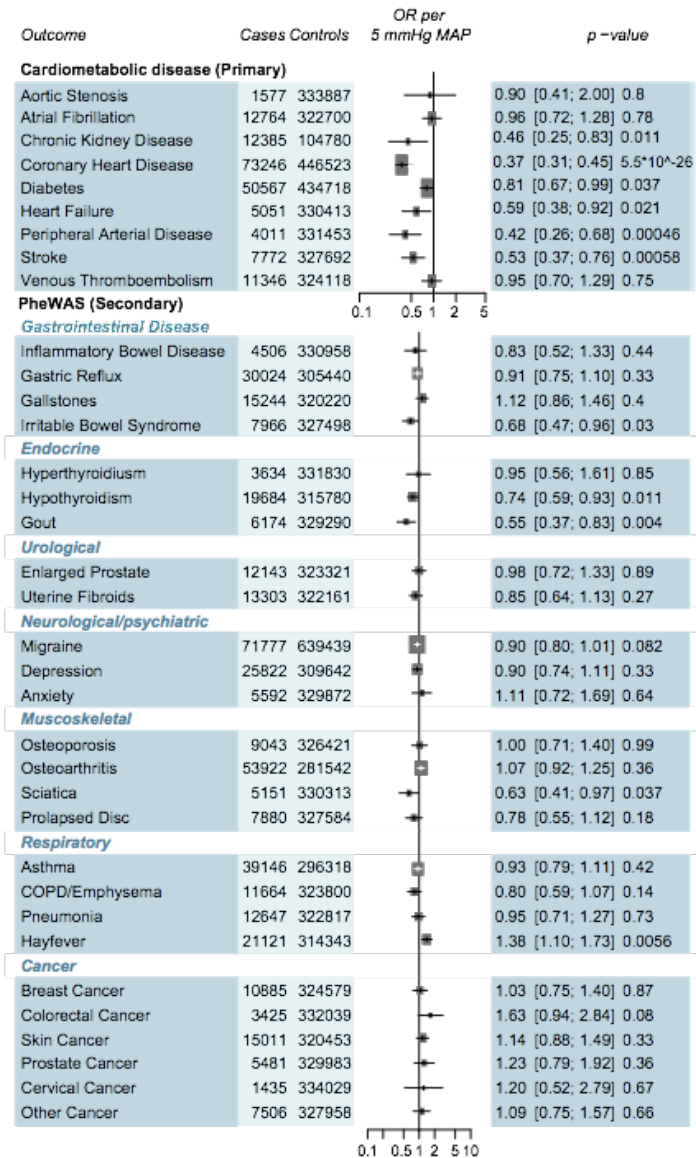 OR per
Outcome Cases Controls 5 mmHg MAP p −value
Cardiometabolic disease (Primary)
Aortic Stenosis 1577 333887 0.90 [0.41; 2.00] 0.8
Atrial Fibrillation 12764 322700 0.96 [0.72; 1.28] 0.78
Chronic Kidney Disease 12385 104780 0.46 [0.25; 0.83] 0.011
Coronary Heart Disease 73246 446523 0.37 [0.31; 0.45] 5.5*10^-26
Diabetes 50567 434718 0.81 [0.67; 0.99] 0.037
Heart Failure 5051 330413 0.59 [0.38; 0.92] 0.021
Peripheral Arterial Disease 4011 331453 0.42 [0.26; 0.68] 0.00046
Stroke 7772 327692 0.53 [0.37; 0.76] 0.00058
Venous Thromboembolism 11346 324118 0.95 [0.70; 1.29] 0.75
0.1 0.5 1 2 5
PheWAS (Secondary)
Gastrointestinal Disease
Inflammatory Bowel Disease 4506 330958 0.83 [0.52; 1.33] 0.44
Gastric Reflux 30024 305440 0.91 [0.75; 1.10] 0.33
Gallstones 15244 320220 1.12 [0.86; 1.46] 0.4
Irritable Bowel Syndrome 7966 327498 0.68 [0.47; 0.96] 0.03
Endocrine
Hyperthyroidiusm 3634 331830 0.95 [0.56; 1.61] 0.85
Hypothyroidism 19684 315780 0.74 [0.59; 0.93] 0.011
Gout 6174 329290 0.55 [0.37; 0.83] 0.004
Urological
Enlarged Prostate 12143 323321 0.98 [0.72; 1.33] 0.89
Uterine Fibroids 13303 322161 0.85 [0.64; 1.13] 0.27
Neurological/psychiatric
Migraine 71777 639439 0.90 [0.80; 1.01] 0.082
Depression 25822 309642 0.90 [0.74; 1.11] 0.33
Anxiety 5592 329872 1.11 [0.72; 1.69] 0.64
Muscoskeletal
Osteoporosis 9043 326421 1.00 [0.71; 1.40] 0.99
Osteoarthritis 53922 281542 1.07 [0.92; 1.25] 0.36
Sciatica 5151 330313 0.63 [0.41; 0.97] 0.037
Prolapsed Disc 7880 327584 0.78 [0.55; 1.12] 0.18
Respiratory
Asthma 39146 296318 0.93 [0.79; 1.11] 0.42
COPD/Emphysema 11664 323800 0.80 [0.59; 1.07] 0.14
Pneumonia 12647 322817 0.95 [0.71; 1.27] 0.73
Hayfever 21121 314343 1.38 [1.10; 1.73] 0.0056
Cancer
Breast Cancer 10885 324579 1.03 [0.75; 1.40] 0.87
Colorectal Cancer 3425 332039 1.63 [0.94; 2.84] 0.08
Skin Cancer 15011 320453 1.14 [0.88; 1.49] 0.33
Prostate Cancer 5481 329983 1.23 [0.79; 1.92] 0.36
Cervical Cancer 1435 334029 1.20 [0.52; 2.79] 0.67
Other Cancer 7506 327958 1.09 [0.75; 1.57] 0.66
0.1 0.5 1 2 5 10